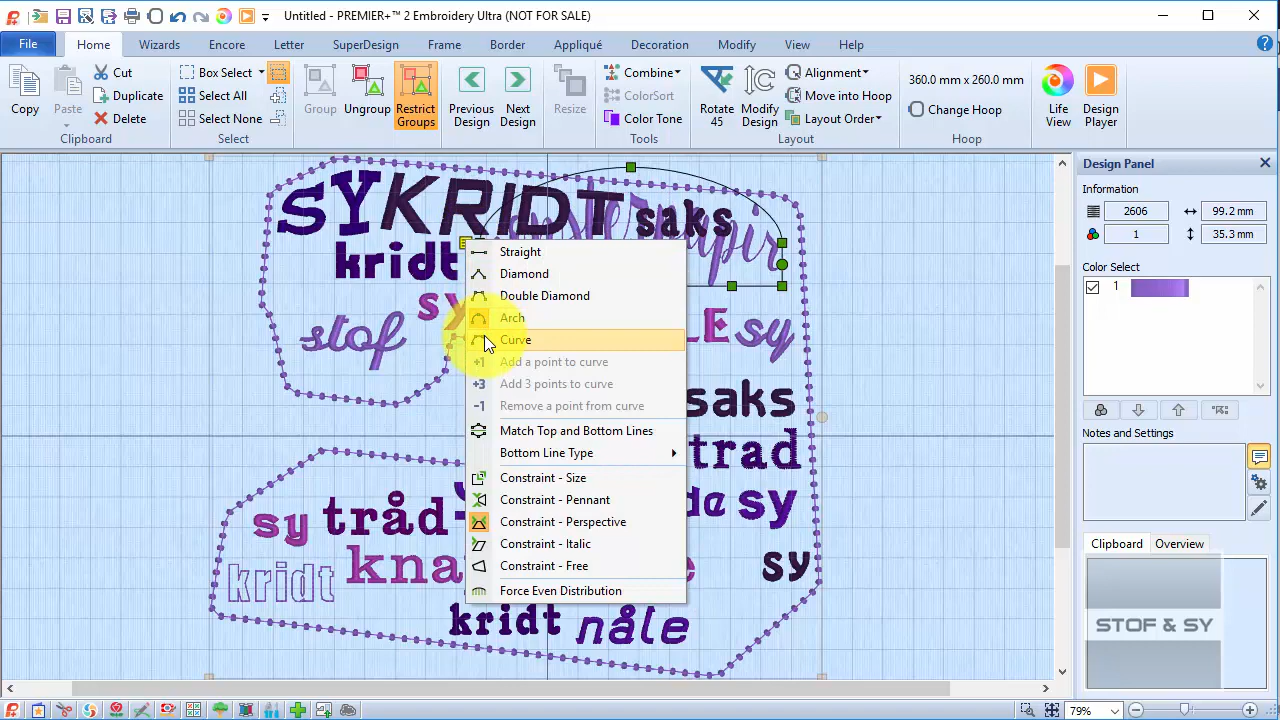 Untitled - PREMIER+™ 2 Embroidery Ultra (NOT FOR SALE)
File Home Wizards Encore Letter SuperDesign Frame Border Appliqué Decoration Modify View Help
Copy
Paste
Cut
Duplicate
Delete
Clipboard
Box Select
Select All
Select None
Select
Group
Ungroup
Restrict Groups
Previous Design
Next Design
Resize
Combine
ColorSort
Color Tone
Tools
Rotate 45
Modify Design
Alignment
Move into Hoop
Layout Order
Layout
360.0 mm x 260.0 mm
Change Hoop
Hoop
Life View
Design Player
SYKRIDT saks
kridt
stof
LE sy
saks
trad
de sy
sy tråd
kna
sy
kridt
kridt nåle
Straight
Diamond
Double Diamond
Arch
Curve
Add a point to curve
Add 3 points to curve
Remove a point from curve
Match Top and Bottom Lines
Bottom Line Type
Constraint - Size
Constraint - Pennant
Constraint - Perspective
Constraint - Italic
Constraint - Free
Force Even Distribution
Design Panel
Information
2606 99.2 mm
1 35.3 mm
Color Select
1
Notes and Settings
Clipboard Overview
STOF & SY
79%